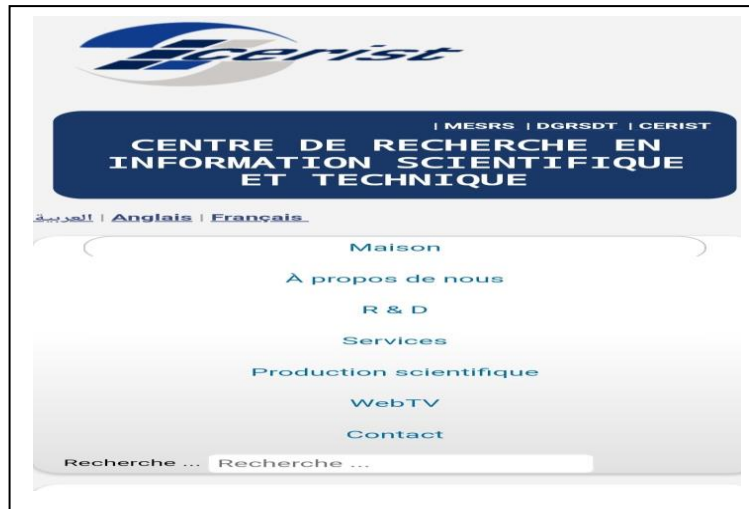 cerist
| MESRS | DGRSDT | CERIST
CENTRE DE RECHERCHE EN
INFORMATION SCIENTIFIQUE
ET TECHNIQUE
العربية | Anglais | Français
Maison
À propos de nous
R & D
Services
Production scientifique
WebTV
Contact
Recherche ... Recherche ...